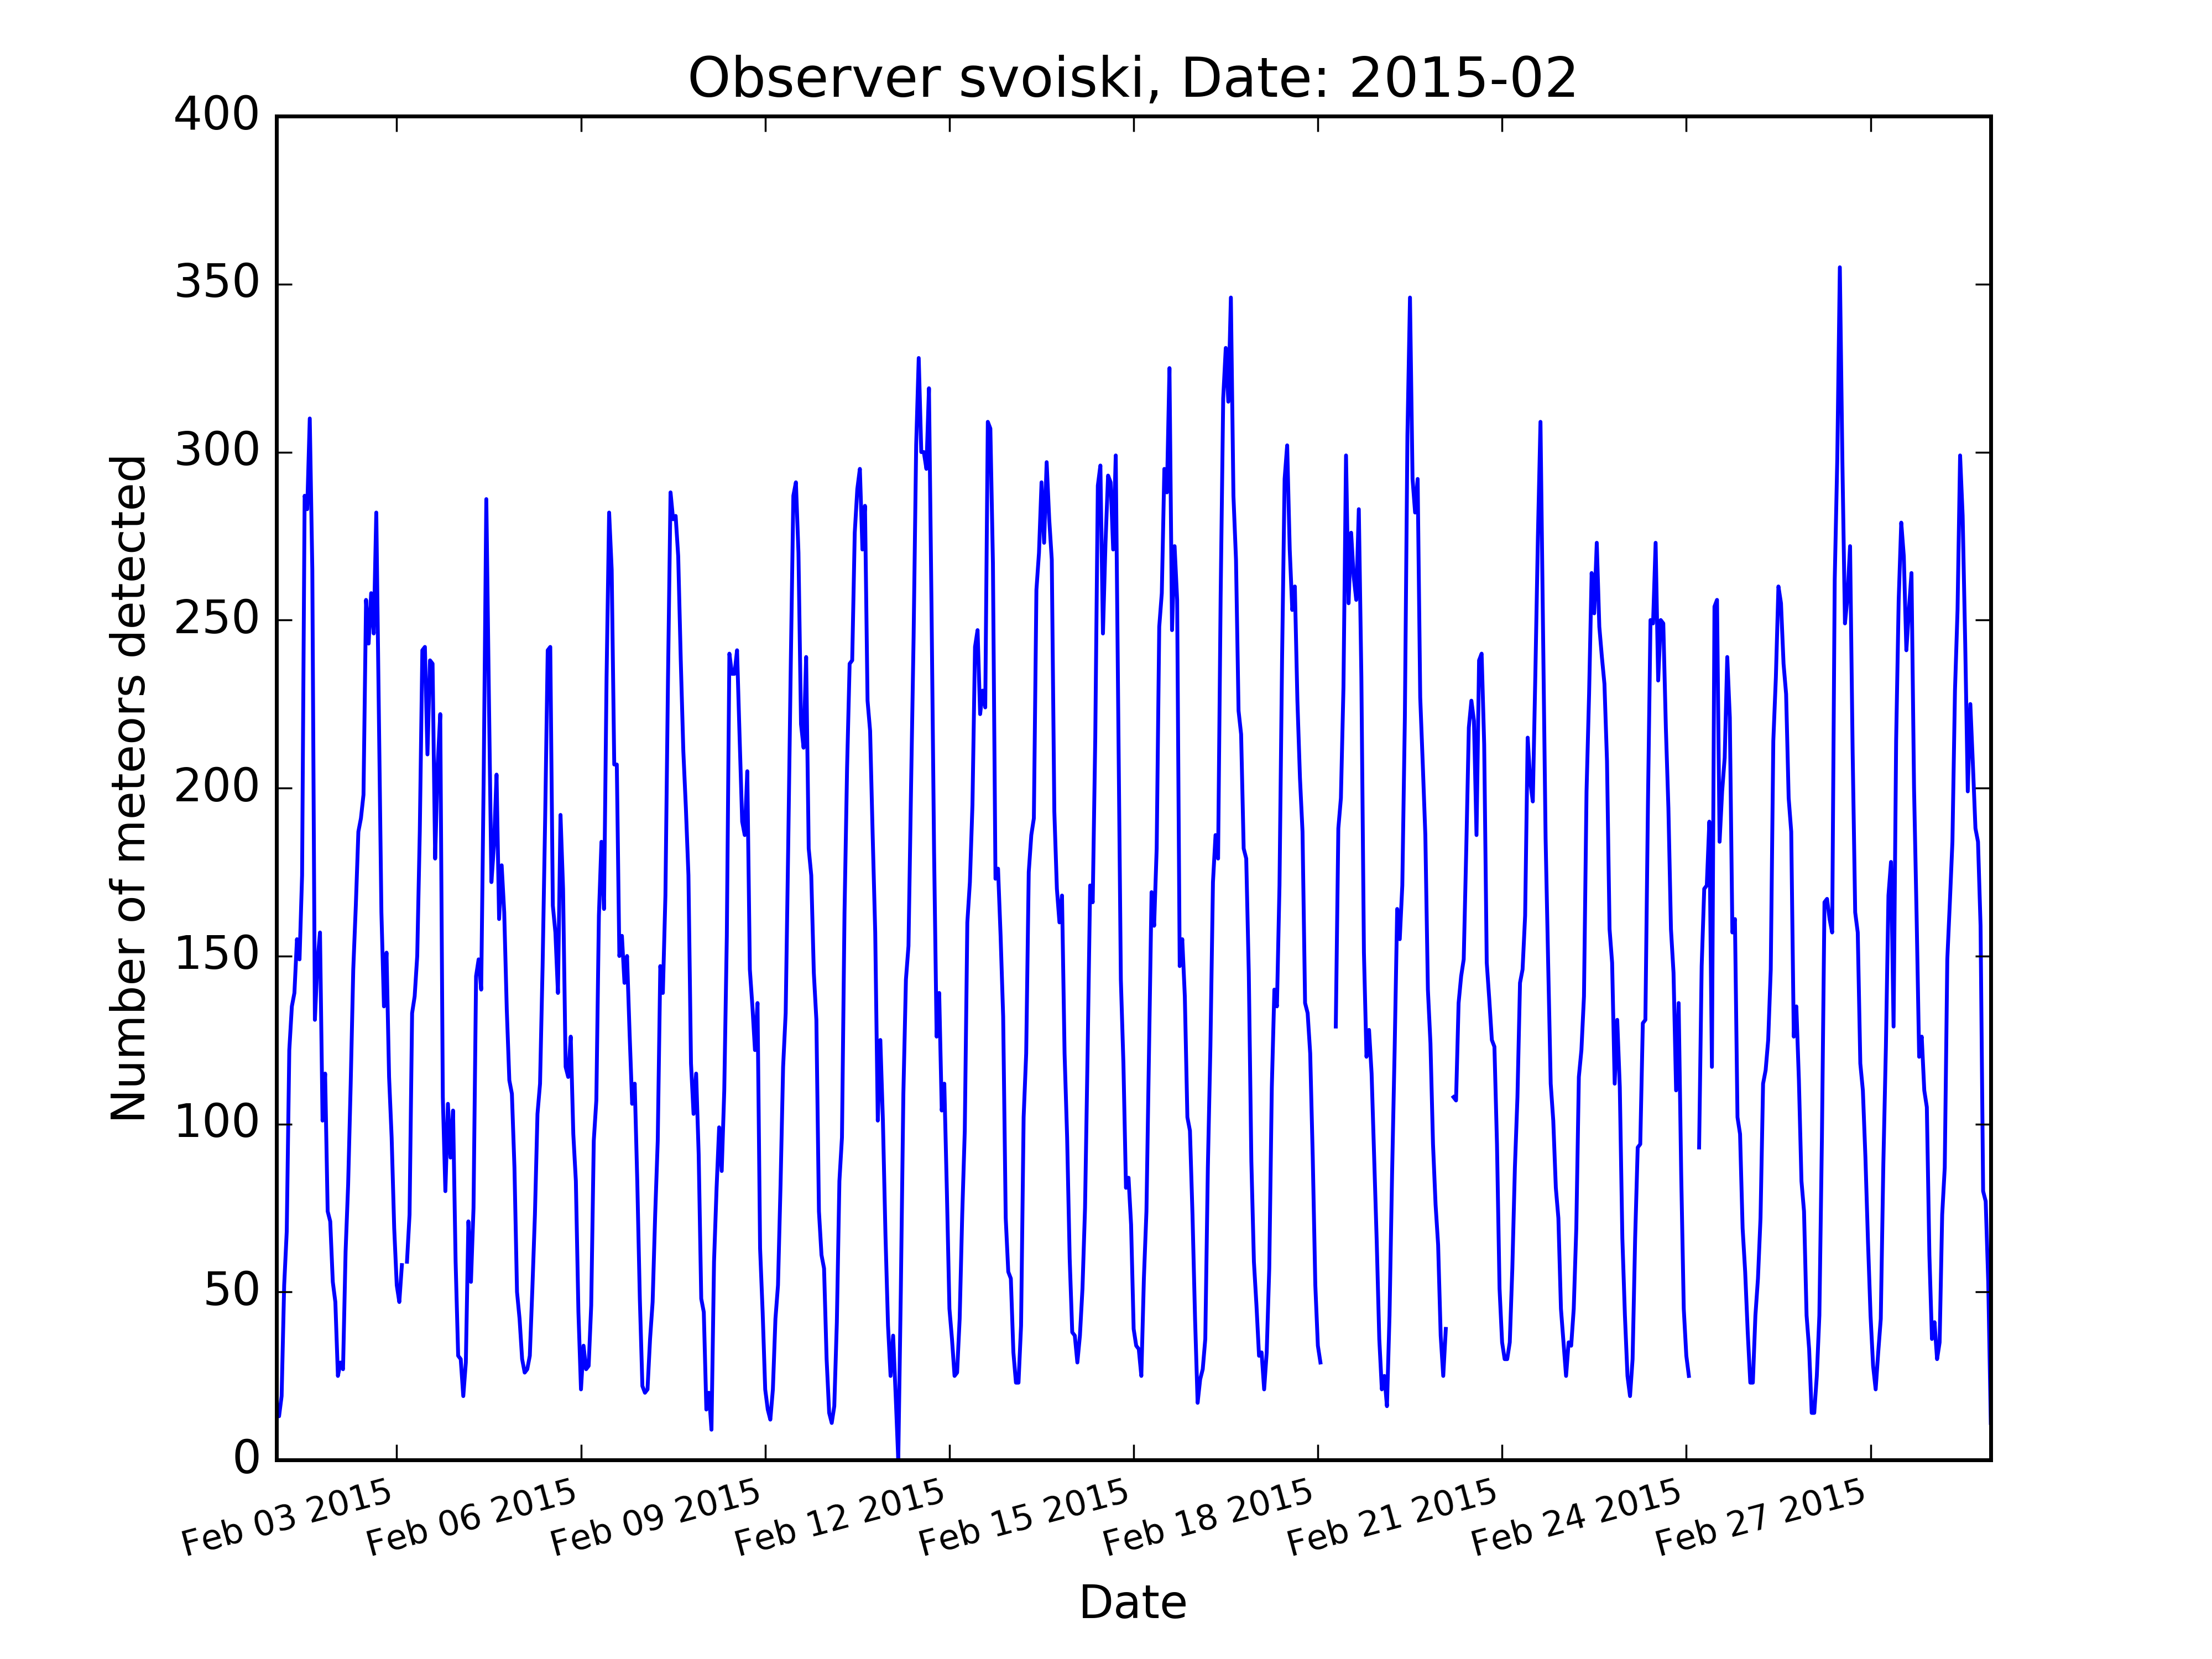 Observer svoiski, Date: 2015-02
400
350
300
250
200
150
100
50
0
Number of meteors detected
Feb 03 2015
Feb 06 2015
Feb 09 2015
Feb 12 2015
Feb 15 2015
Feb 18 2015
Feb 21 2015
Feb 24 2015
Feb 27 2015
Date